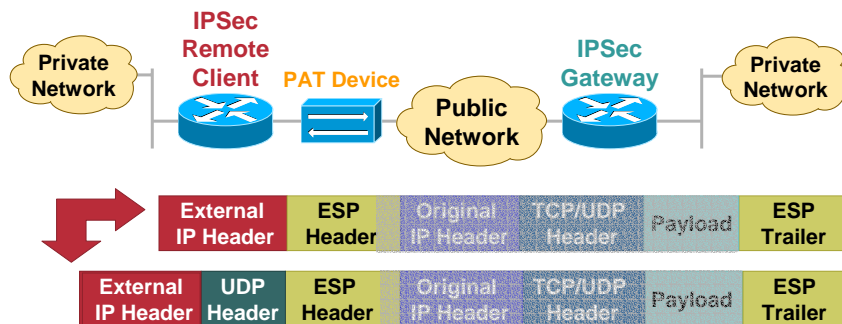 IPSec
Remote
Client
IPSec
Gateway
Private
Network
PAT Device
Public
Network
Private
Network
External
IP Header
ESP
Header
Original
IP Header
TCP/UDP
Header
Payload
ESP
Trailer
External
IP Header
UDP
Header
ESP
Header
Original
IP Header
TCP/UDP
Header
Payload
ESP
Trailer